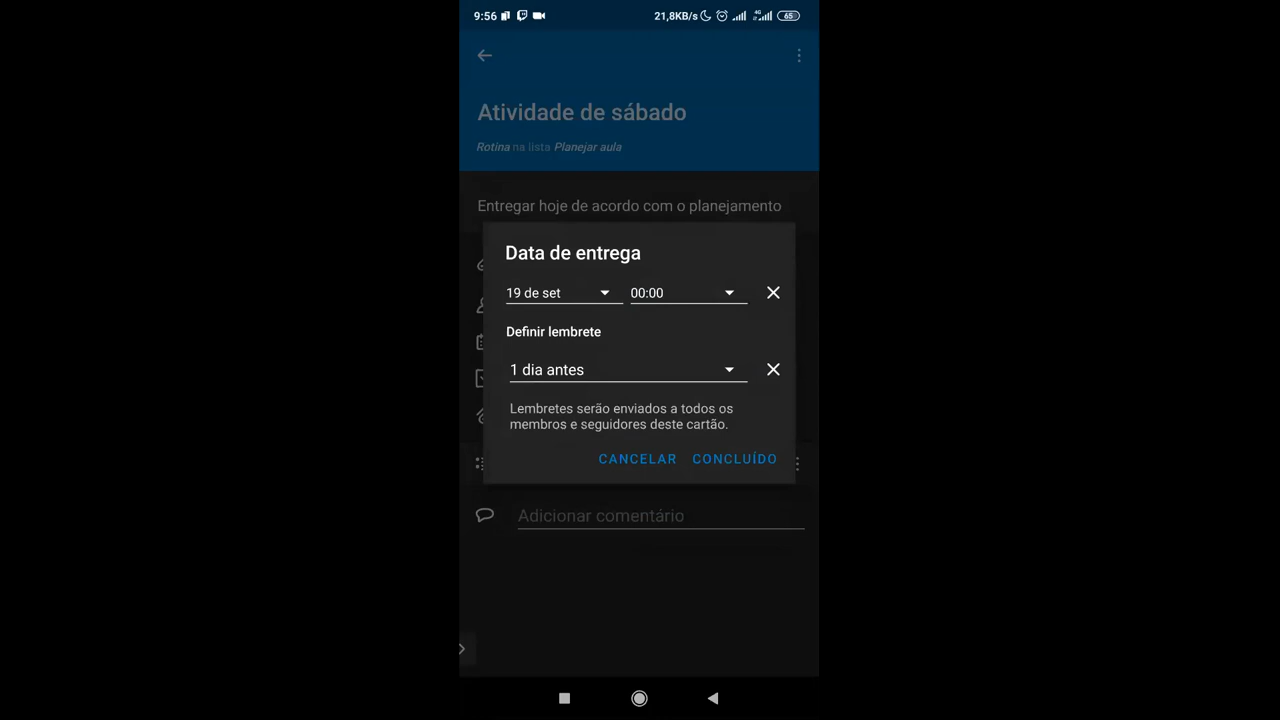 9:56 21,8KB/s 4G 65
Atividade de sábado
Rotina na lista Planejar aula
Entregar hoje de acordo com o planejamento
Data de entrega
19 de set 00:00
Definir lembrete
1 dia antes
Lembretes serão enviados a todos os
membros e seguidores deste cartão.
CANCELAR CONCLUÍDO
Adicionar comentário